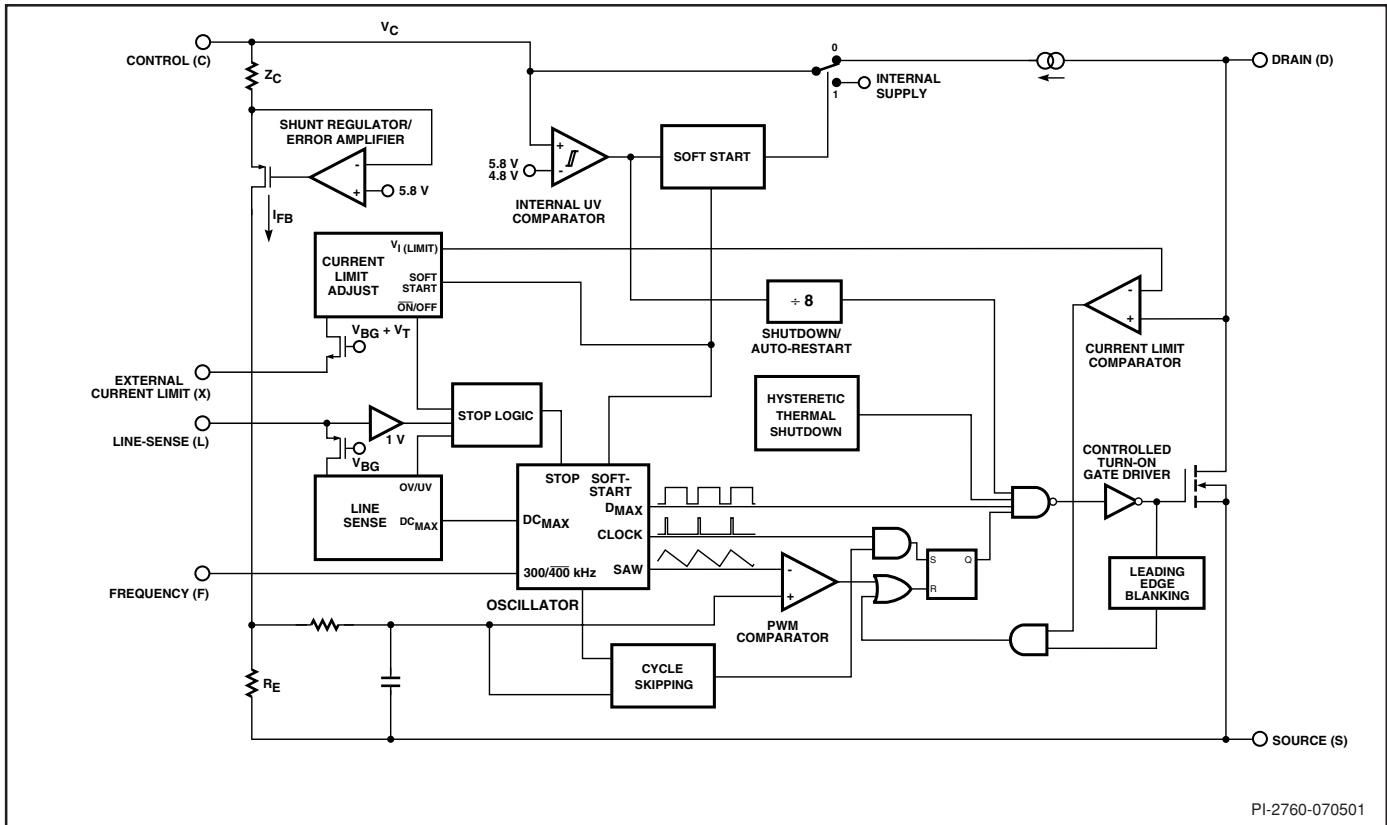 V_C
0
CONTROL (C)
DRAIN (D)
Z_C
1
INTERNAL
SUPPLY
SHUNT REGULATOR/
ERROR AMPLIFIER
-
+
5.8 V
I_FB
+
-
5.8 V
4.8 V
INTERNAL UV
COMPARATOR
SOFT START
CURRENT
LIMIT
ADJUST
V_I (LIMIT)
SOFT
START
ON/OFF
÷ 8
SHUTDOWN/
AUTO-RESTART
-
+
CURRENT LIMIT
COMPARATOR
V_BG + V_T
EXTERNAL
CURRENT LIMIT (X)
HYSTERETIC
THERMAL
SHUTDOWN
STOP LOGIC
LINE-SENSE (L)
1 V
V_BG
CONTROLLED
TURN-ON
GATE DRIVER
OV/UV
LINE
SENSE
DC_MAX
STOP
SOFT-
START
D_MAX
DC_MAX
CLOCK
SAW
300/400 kHz
OSCILLATOR
S
Q
R
LEADING
EDGE
BLANKING
FREQUENCY (F)
-
+
PWM
COMPARATOR
CYCLE
SKIPPING
R_E
SOURCE (S)
PI-2760-070501